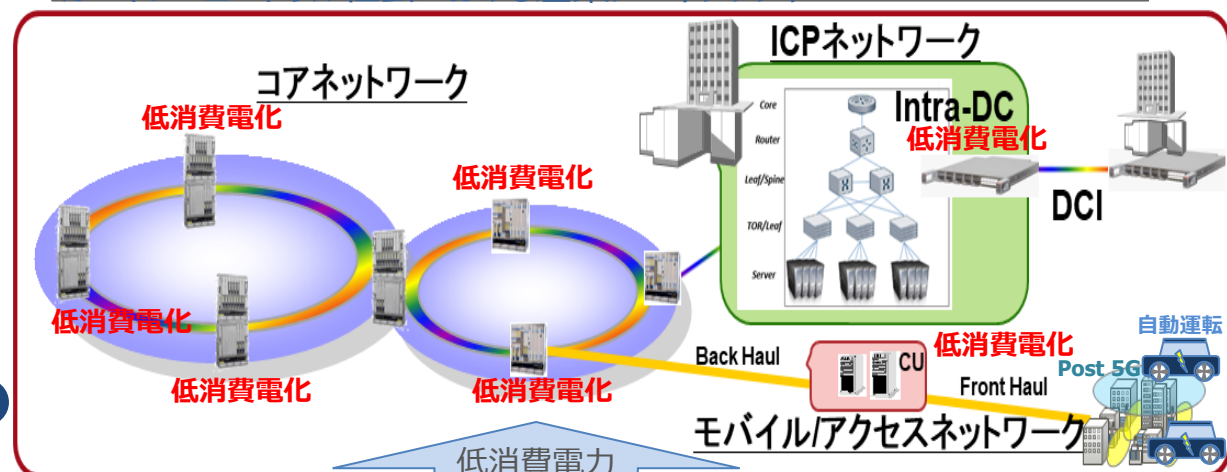 コアネットワーク
低消費電化
低消費電化
低消費電化
低消費電化
低消費電化
ICPネットワーク
Core
Router
Leaf/Spine
TOR/Leaf
Server
Intra-DC
低消費電化
DCI
Back Haul
CU
低消費電化
Front Haul
自動運転
Post 5G
モバイル/アクセスネットワーク
低消費電力